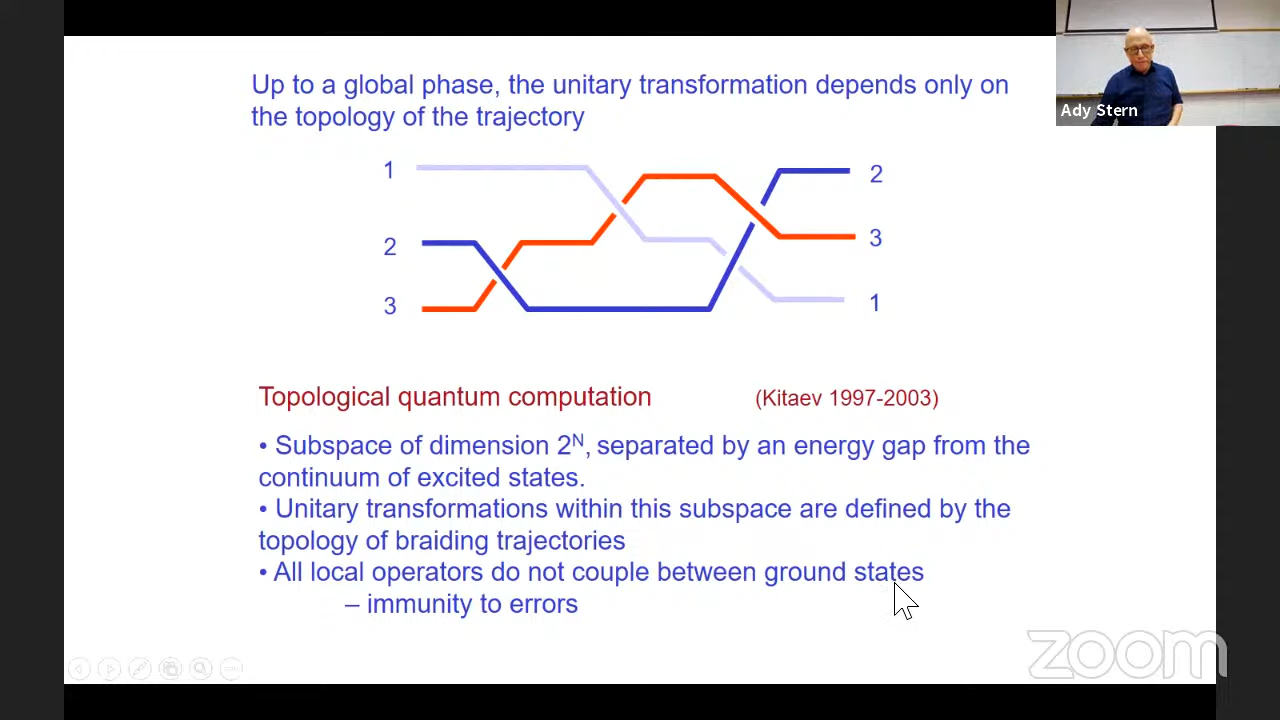 Up to a global phase, the unitary transformation depends only on
the topology of the trajectory
Ady Stern
1
2
2
3
3
1
Topological quantum computation (Kitaev 1997-2003)
• Subspace of dimension 2ᴺ, separated by an energy gap from the
continuum of excited states.
• Unitary transformations within this subspace are defined by the
topology of braiding trajectories
• All local operators do not couple between ground states
– immunity to errors
zoom